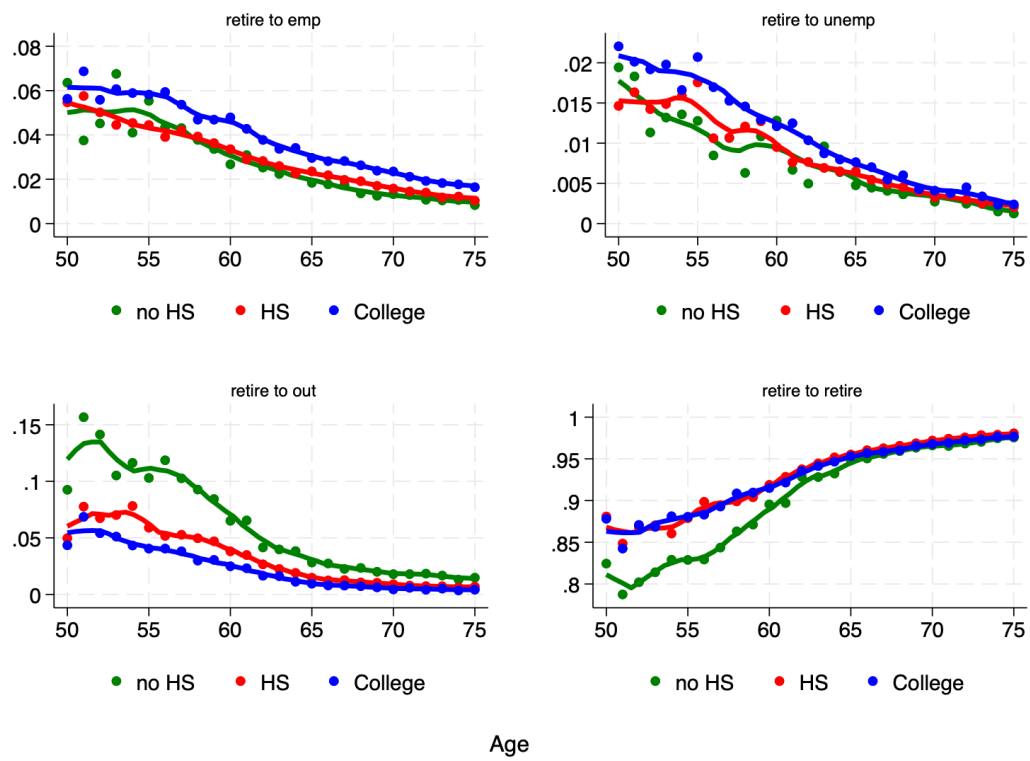 retire to emp
.08
.06
.04
.02
0
50 55 60 65 70 75
no HS HS College
retire to unemp
.02
.015
.01
.005
0
50 55 60 65 70 75
no HS HS College
retire to out
.15
.1
.05
0
50 55 60 65 70 75
no HS HS College
retire to retire
1
.95
.9
.85
.8
50 55 60 65 70 75
no HS HS College
Age